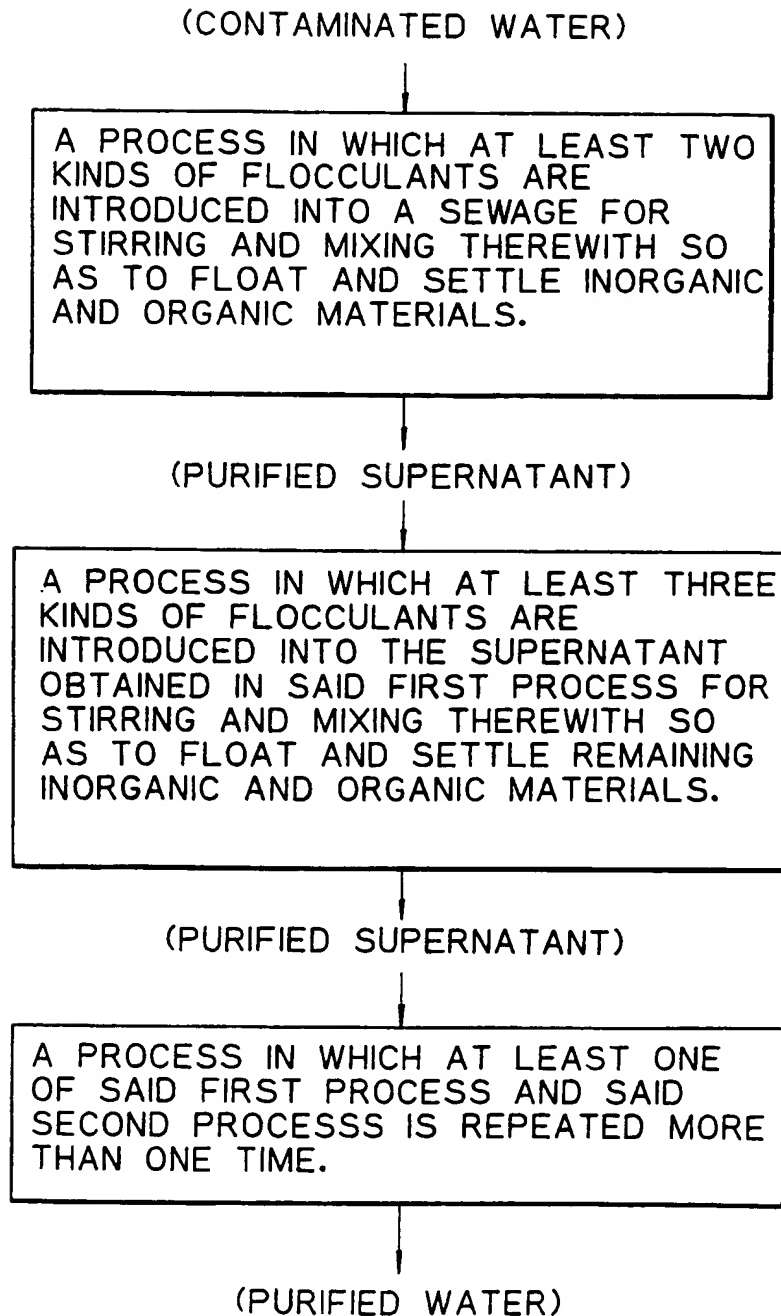 (CONTAMINATED WATER)
A PROCESS IN WHICH AT LEAST TWO
KINDS OF FLOCCULANTS ARE
INTRODUCED INTO A SEWAGE FOR
STIRRING AND MIXING THEREWITH SO
AS TO FLOAT AND SETTLE INORGANIC
AND ORGANIC MATERIALS.
(PURIFIED SUPERNATANT)
A PROCESS IN WHICH AT LEAST THREE
KINDS OF FLOCCULANTS ARE
INTRODUCED INTO THE SUPERNATANT
OBTAINED IN SAID FIRST PROCESS FOR
STIRRING AND MIXING THEREWITH SO
AS TO FLOAT AND SETTLE REMAINING
INORGANIC AND ORGANIC MATERIALS.
(PURIFIED SUPERNATANT)
A PROCESS IN WHICH AT LEAST ONE
OF SAID FIRST PROCESS AND SAID
SECOND PROCESSS IS REPEATED MORE
THAN ONE TIME.
(PURIFIED WATER)